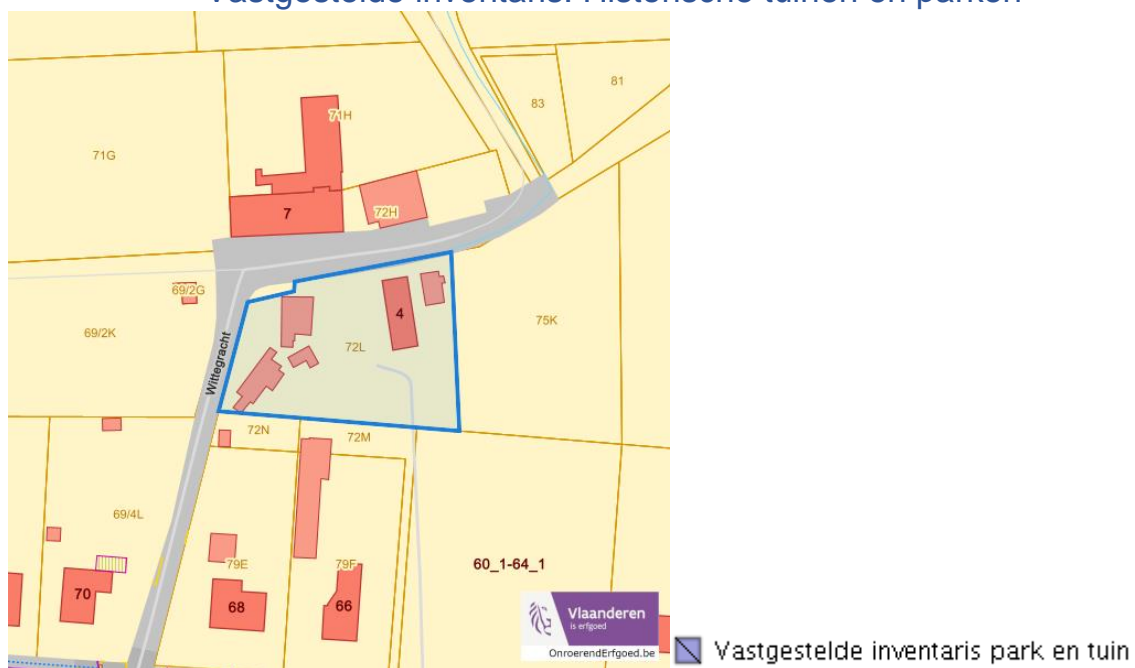 Vastgestelde inventaris: Historische tuinen en parken
81
83
71H
71G
7
72H
69/2G
4
75K
69/2K
72L
Wittegracht
72N
72M
69/4L
79E
79F
60_1-64_1
70
68
66
Vlaanderen
is erfgoed
OnroerendErfgoed.be
Vastgestelde inventaris park en tuin